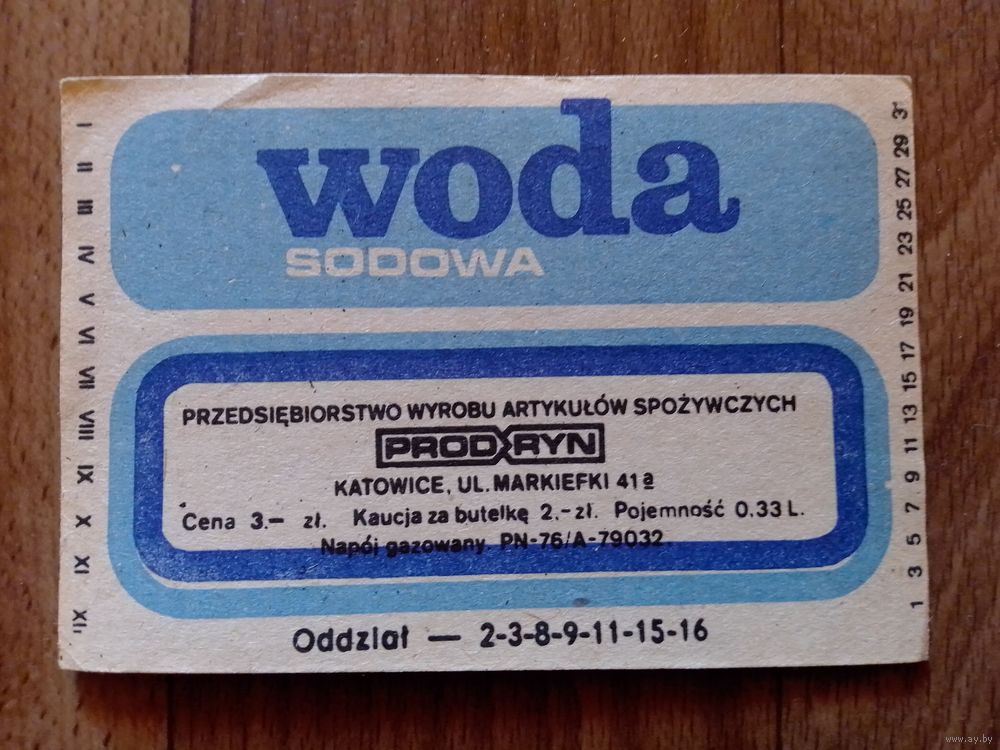 woda
SODOWA
PRZEDSIĘBIORSTWO WYROBU ARTYKUŁÓW SPOŻYWCZYCH
PROD RYN
KATOWICE, UL. MARKIEFKI 41a
Cena 3.- zł. Kaucja za butelkę 2.-zł. Pojemność 0.33 L.
Napój gazowany PN-76/A-79032
Oddział — 2-3-8-9-11-15-16
I II III IV V VI VII VIII IX X XI
1 3 5 7 9 11 13 15 17 19 21 23 25 27 29
www.ay.by